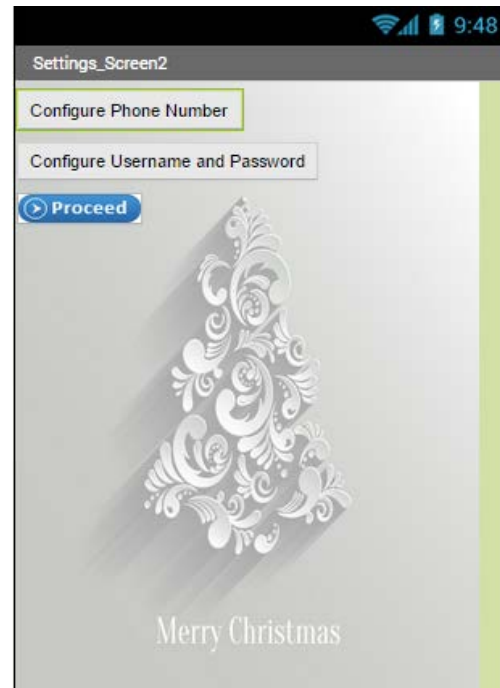 9:48
Settings_Screen2
Configure Phone Number
Configure Username and Password
Proceed
Merry Christmas